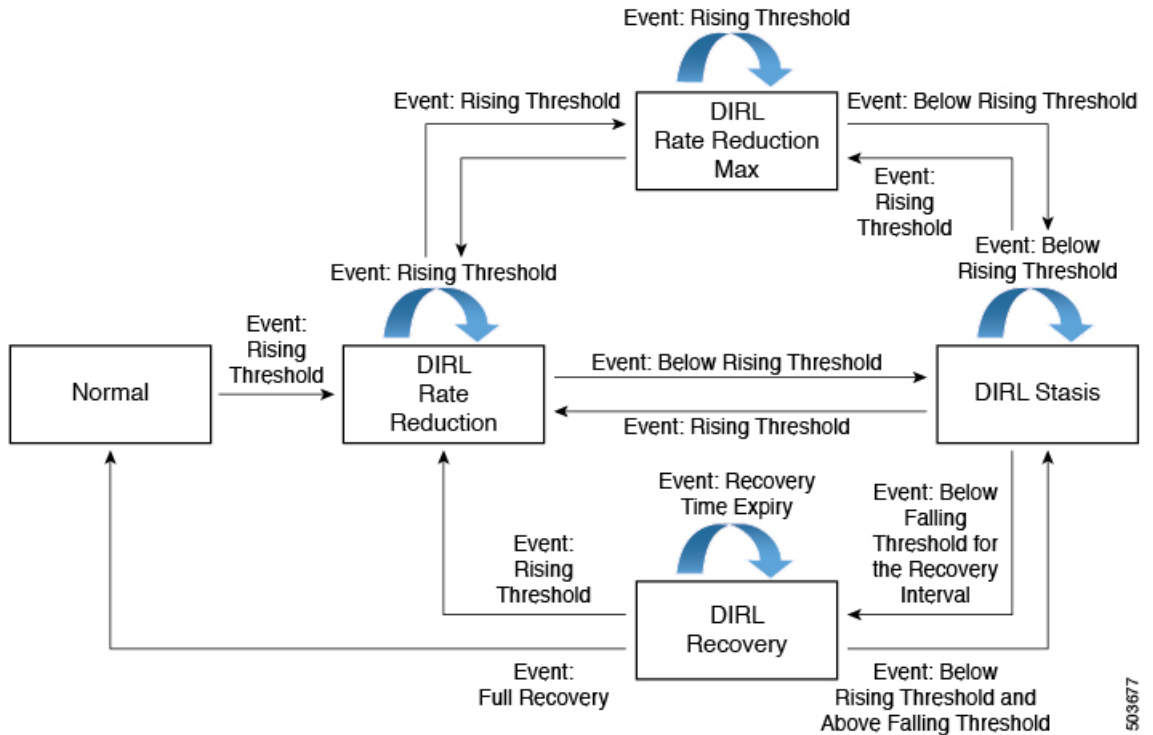 Event: Rising Threshold
Event: Rising Threshold
DIRL
Rate Reduction
Max
Event: Below Rising Threshold
Event:
Rising
Threshold
Event: Rising Threshold
Event: Below
Rising Threshold
Event:
Rising
Threshold
Normal
DIRL
Rate
Reduction
Event: Below Rising Threshold
Event: Rising Threshold
DIRL Stasis
Event: Recovery
Time Expiry
Event: Below
Falling
Threshold for
the Recovery
Interval
Event:
Rising
Threshold
DIRL
Recovery
Event:
Full Recovery
Event: Below
Rising Threshold and
Above Falling Threshold
503677